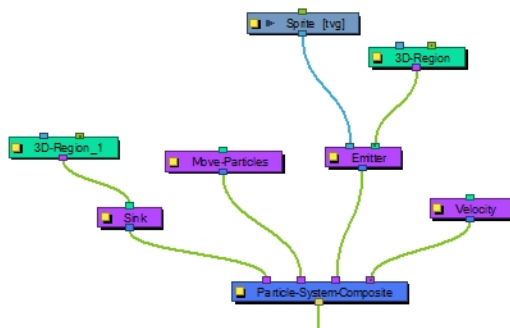 Sprite [tvg]
3D-Region
3D-Region_1
Move-Particles
Emitter
Sink
Velocity
Particle-System-Composite